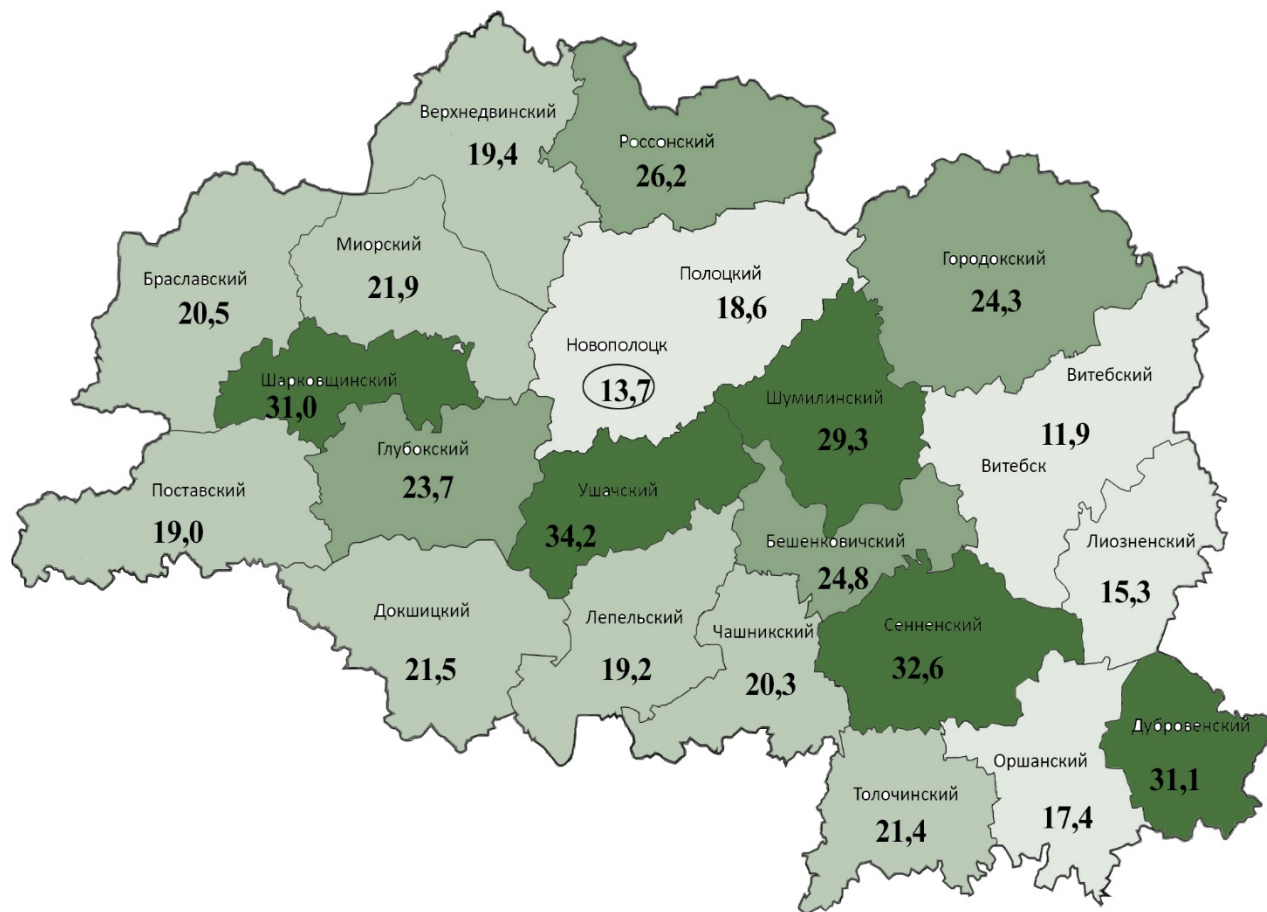 Верхнедвинский
19,4
Россонский
26,2
Миорский
21,9
Браславский
20,5
Полоцкий
18,6
Городокский
24,3
Новополоцк
13,7
Шарковщинский
31,0
Шумилинский
29,3
Витебский
11,9
Витебск
Глубокский
23,7
Ушачский
34,2
Поставский
19,0
Бешенковичский
24,8
Лиозненский
15,3
Докшицкий
21,5
Лепельский
19,2
Чашникский
20,3
Сенненский
32,6
Дубровенский
31,1
Оршанский
17,4
Толочинский
21,4